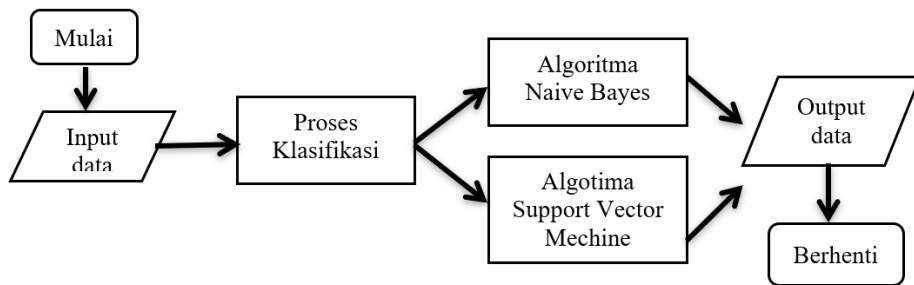 Mulai
Input
data
Proses
Klasifikasi
Algoritma
Naive Bayes
Algotima
Support Vector
Mechine
Output
data
Berhenti